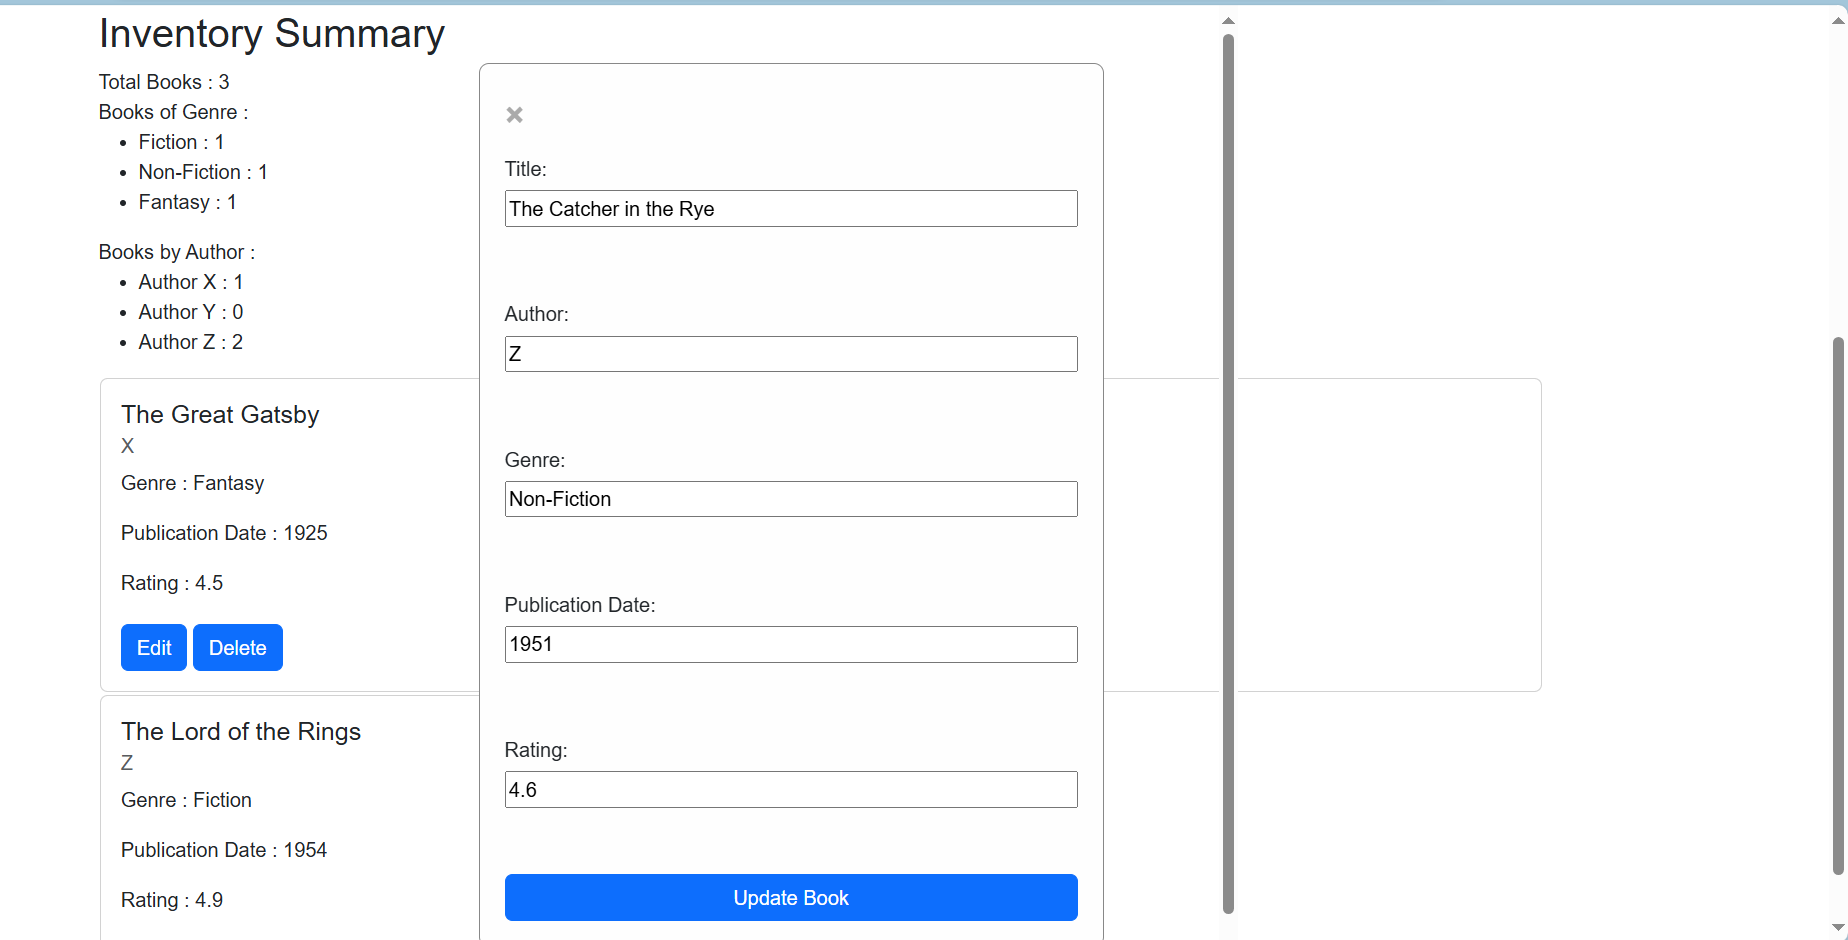 Inventory Summary
Total Books : 3
Books of Genre :
Fiction : 1
Non-Fiction : 1
Fantasy : 1
Books by Author :
Author X : 1
Author Y : 0
Author Z : 2
The Great Gatsby
X
Genre : Fantasy
Publication Date : 1925
Rating : 4.5
Edit Delete
The Lord of the Rings
Z
Genre : Fiction
Publication Date : 1954
Rating : 4.9
×
Title:
The Catcher in the Rye
Author:
Z
Genre:
Non-Fiction
Publication Date:
1951
Rating:
4.6
Update Book